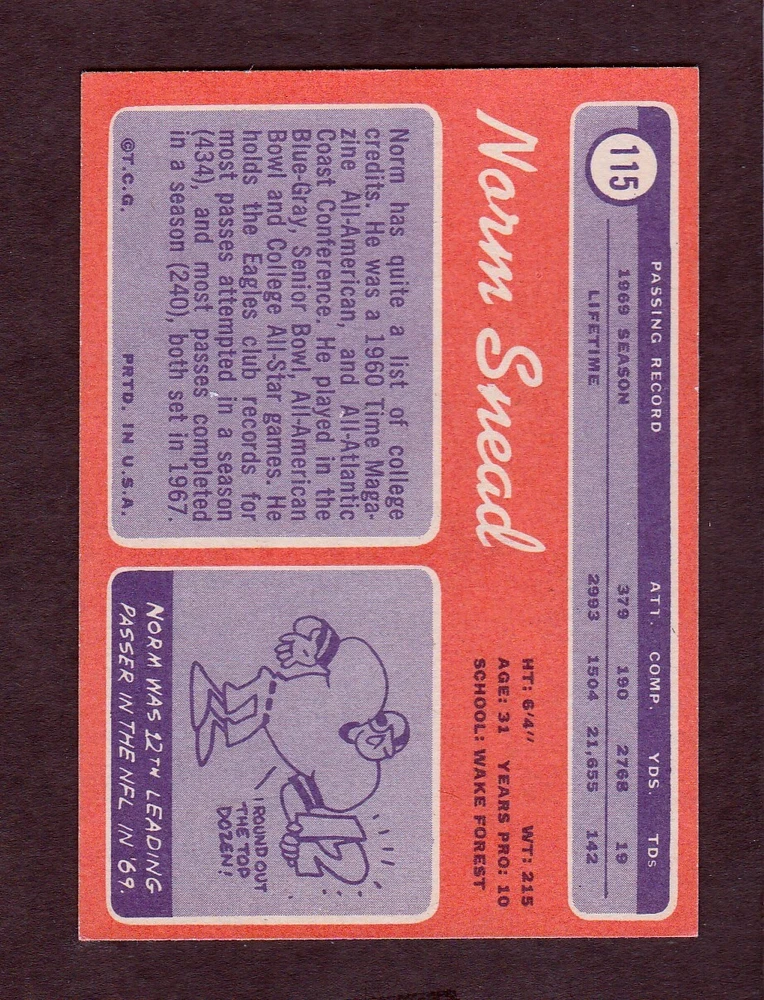 115
PASSING RECORD ATT. COMP. YDS. TDs
1969 SEASON 379 190 2768 19
LIFETIME 2993 1504 21,655 142
Norm Snead
HT: 6'4" WT: 215
AGE: 31 YEARS PRO: 10
SCHOOL: WAKE FOREST
Norm has quite a list of college
credits. He was a 1960 Time Maga-
zine All-American, and All-Atlantic
Coast Conference. He played in the
Blue-Gray, Senior Bowl, All-American
Bowl and College All-Star games. He
holds the Eagles club records for
most passes attempted in a season
(434), and most passes completed
in a season (240), both set in 1967.
©T.C.G. PRTD. IN U.S.A.
12
I ROUND OUT
THE TOP
DOZEN!
NORM WAS 12TH LEADING
PASSER IN THE NFL IN '69.